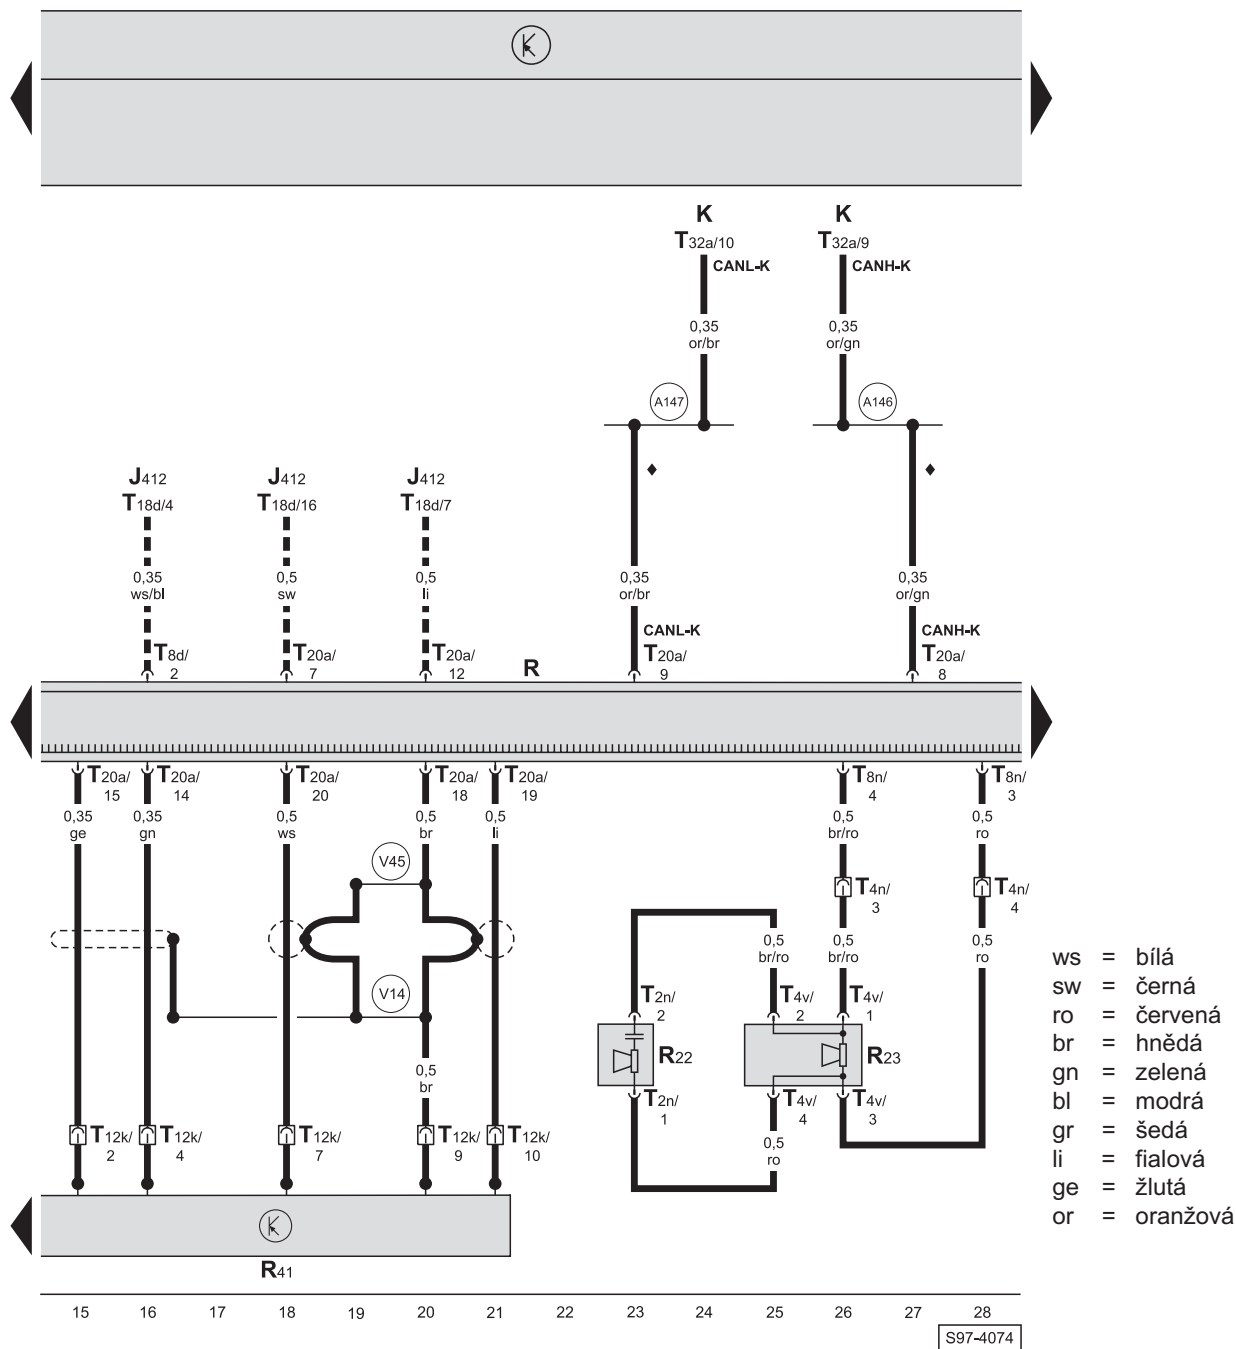 K K
T32a/10 T32a/9
CANL-K CANH-K
0,35 0,35
or/br or/gn
A147 A146
J412 J412 J412
T18d/4 T18d/16 T18d/7
0,35 0,5 0,5 0,35 0,35
ws/bl sw li or/br or/gn
CANL-K CANH-K
T8d/ T20a/ T20a/ R T20a/ T20a/
2 7 12 9 8
T20a/ T20a/ T20a/ T20a/ T20a/ T8n/ T8n/
15 14 20 18 19 4 3
0,35 0,35 0,5 0,5 0,5 0,5 0,5
ge gn ws br li br/ro ro
V45
T4n/ T4n/
3 4
0,5 0,5 0,5
br/ro br/ro ro
V14
T2n/ T4v/ T4v/
2 2 1
R22 R23
0,5
br
T2n/ T4v/ T4v/
1 4 3
T12k/ T12k/ T12k/ T12k/ T12k/
2 4 7 9 10
0,5
ro
R41
ws = bílá
sw = černá
ro = červená
br = hnědá
gn = zelená
bl = modrá
gr = šedá
li = fialová
ge = žlutá
or = oranžová
15 16 17 18 19 20 21 22 23 24 25 26 27 28
S97-4074